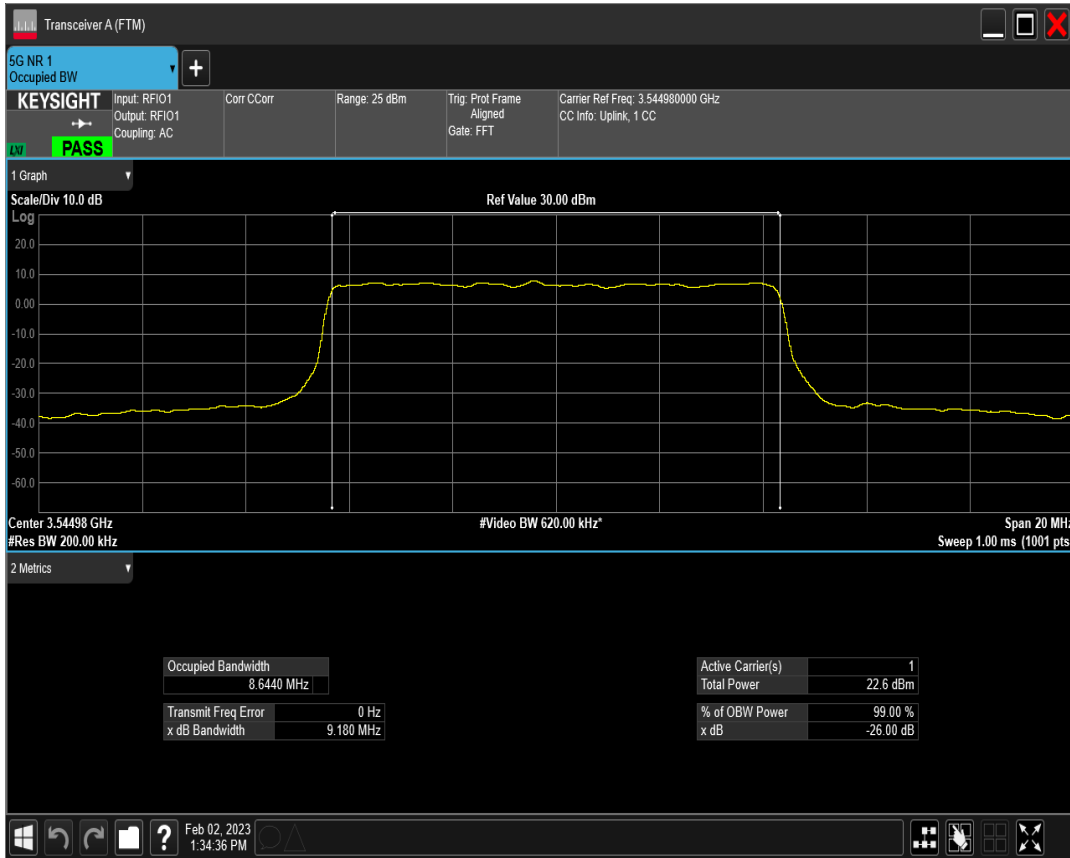 Transceiver A (FTM)
5G NR 1
Occupied BW
+
KEYSIGHT
LXI
PASS
Input: RFIO1
Output: RFIO1
Coupling: AC
Corr CCorr
Range: 25 dBm
Trig: Prot Frame
Aligned
Gate: FFT
Carrier Ref Freq: 3.544980000 GHz
CC Info: Uplink, 1 CC
1 Graph
Scale/Div 10.0 dB
Ref Value 30.00 dBm
Log
20.0
10.0
0.00
-10.0
-20.0
-30.0
-40.0
-50.0
-60.0
Center 3.54498 GHz
#Video BW 620.00 kHz*
Span 20 MHz
#Res BW 200.00 kHz
Sweep 1.00 ms (1001 pts
2 Metrics
Occupied Bandwidth
8.6440 MHz
Transmit Freq Error 0 Hz
x dB Bandwidth 9.180 MHz
Active Carrier(s) 1
Total Power 22.6 dBm
% of OBW Power 99.00 %
x dB -26.00 dB
?
Feb 02, 2023
1:34:36 PM